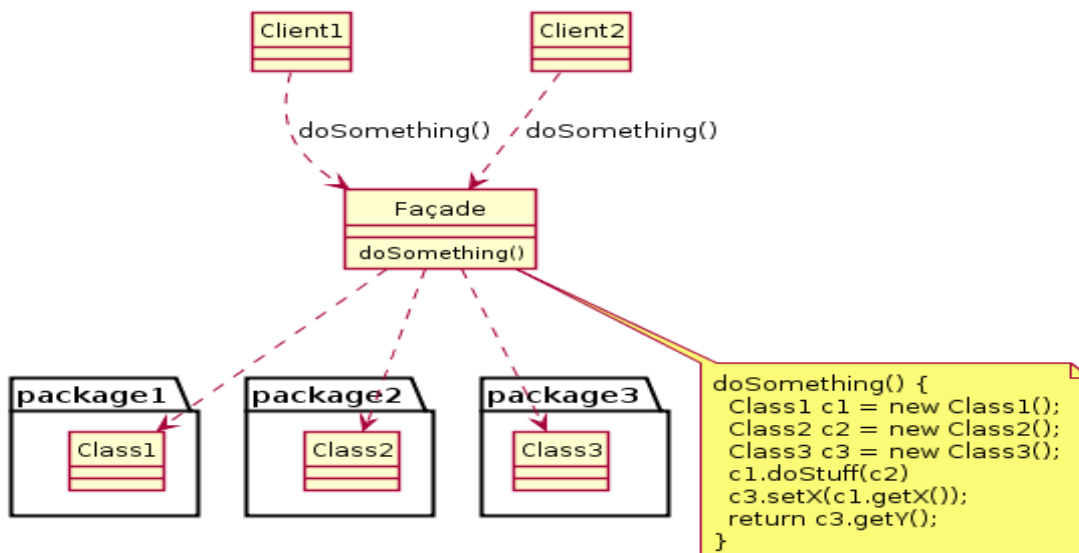 Client1
Client2
doSomething()
doSomething()
Façade
doSomething()
package1
package2
package3
Class1
Class2
Class3
doSomething() {
Class1 c1 = new Class1();
Class2 c2 = new Class2();
Class3 c3 = new Class3();
c1.doStuff(c2)
c3.setX(c1.getX());
return c3.getY();
}